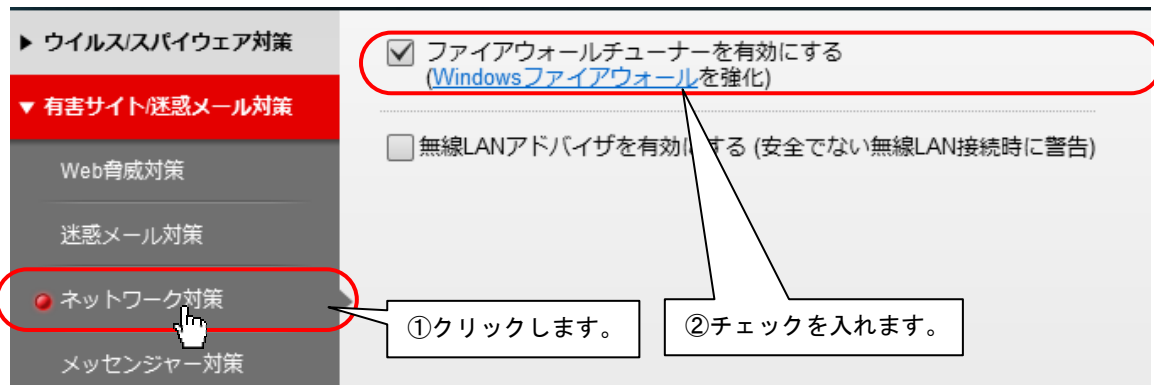 ▶ ウイルス/スパイウェア対策
▼ 有害サイト/迷惑メール対策
Web脅威対策
迷惑メール対策
ネットワーク対策
メッセンジャー対策
ファイアウォールチューナーを有効にする
(Windowsファイアウォールを強化)
無線LANアドバイザを有効にする (安全でない無線LAN接続時に警告)
①クリックします。
②チェックを入れます。